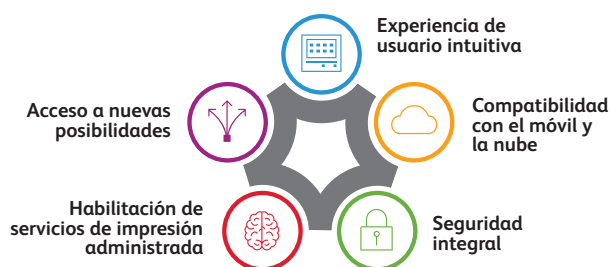 Experiencia de
usuario intuitiva
Acceso a nuevas
posibilidades
Compatibilidad
con el móvil y
la nube
Habilitación de
servicios de impresión
administrada
Seguridad
integral